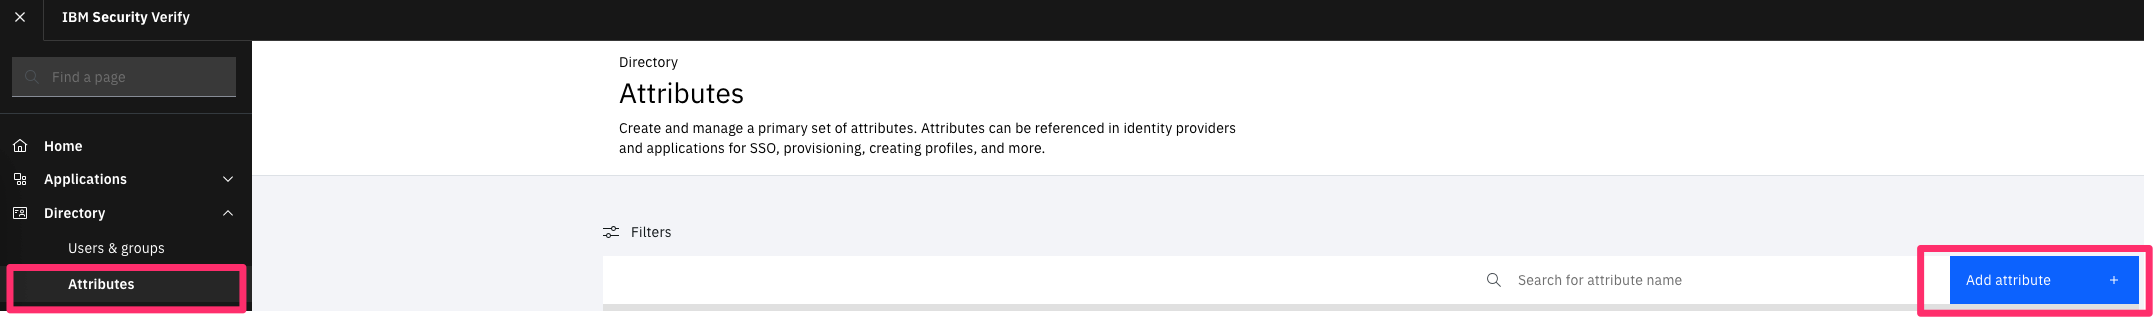 IBM Security Verify
Find a page
Home
Applications
Directory
Users & groups
Attributes
Directory
Attributes
Create and manage a primary set of attributes. Attributes can be referenced in identity providers
and applications for SSO, provisioning, creating profiles, and more.
Filters
Search for attribute name
Add attribute +